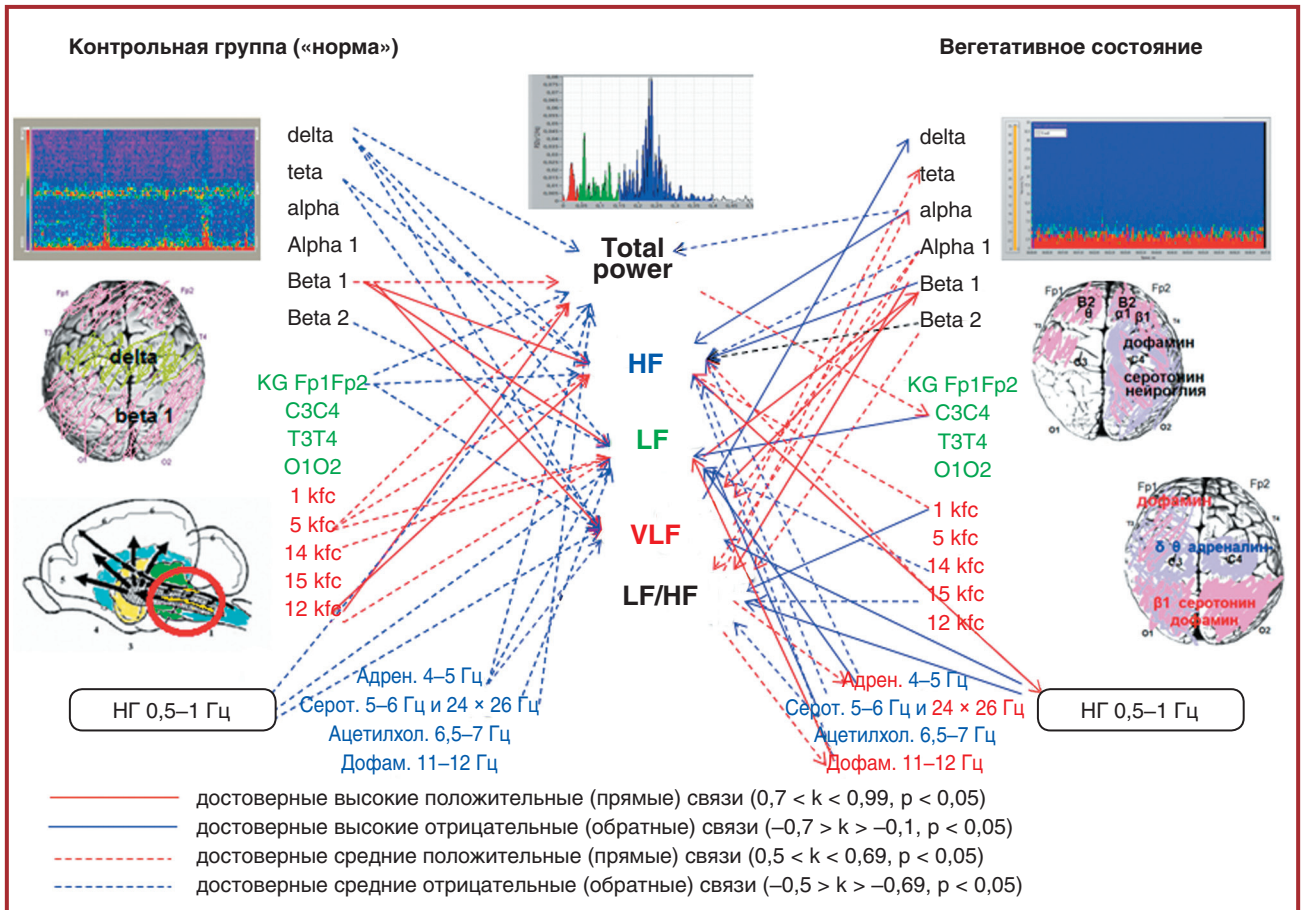 Контрольная группа («норма»)
Вегетативное состояние
delta
teta
alpha
Alpha 1
Beta 1
Beta 2
KG Fp1Fp2
C3C4
T3T4
O1O2
1 kfc
5 kfc
14 kfc
15 kfc
12 kfc
НГ 0,5–1 Гц
Адрен. 4–5 Гц
Серот. 5–6 Гц и 24 × 26 Гц
Ацетилхол. 6,5–7 Гц
Дофам. 11–12 Гц
Fp1
Fp2
T4
delta
beta 1
O1
O2
Total
power
HF
LF
VLF
LF/HF
delta
teta
alpha
Alpha 1
Beta 1
Beta 2
KG Fp1Fp2
C3C4
T3T4
O1O2
1 kfc
5 kfc
14 kfc
15 kfc
12 kfc
Адрен. 4–5 Гц
Серот. 5–6 Гц и 24 × 26 Гц
Ацетилхол. 6,5–7 Гц
Дофам. 11–12 Гц
НГ 0,5–1 Гц
Fp1
Fp2
B2 B2
θ α1 β1
дофамин
C4
серотонин
нейроглия
O1
O2
Fp1
Fp2
дофамин
δ θ адреналин
C4
β1 серотонин
дофамин
O1
O2
достоверные высокие положительные (прямые) связи (0,7 < k < 0,99, p < 0,05)
достоверные высокие отрицательные (обратные) связи (–0,7 > k > –0,1, p < 0,05)
достоверные средние положительные (прямые) связи (0,5 < k < 0,69, p < 0,05)
достоверные средние отрицательные (обратные) связи (–0,5 > k > –0,69, p < 0,05)